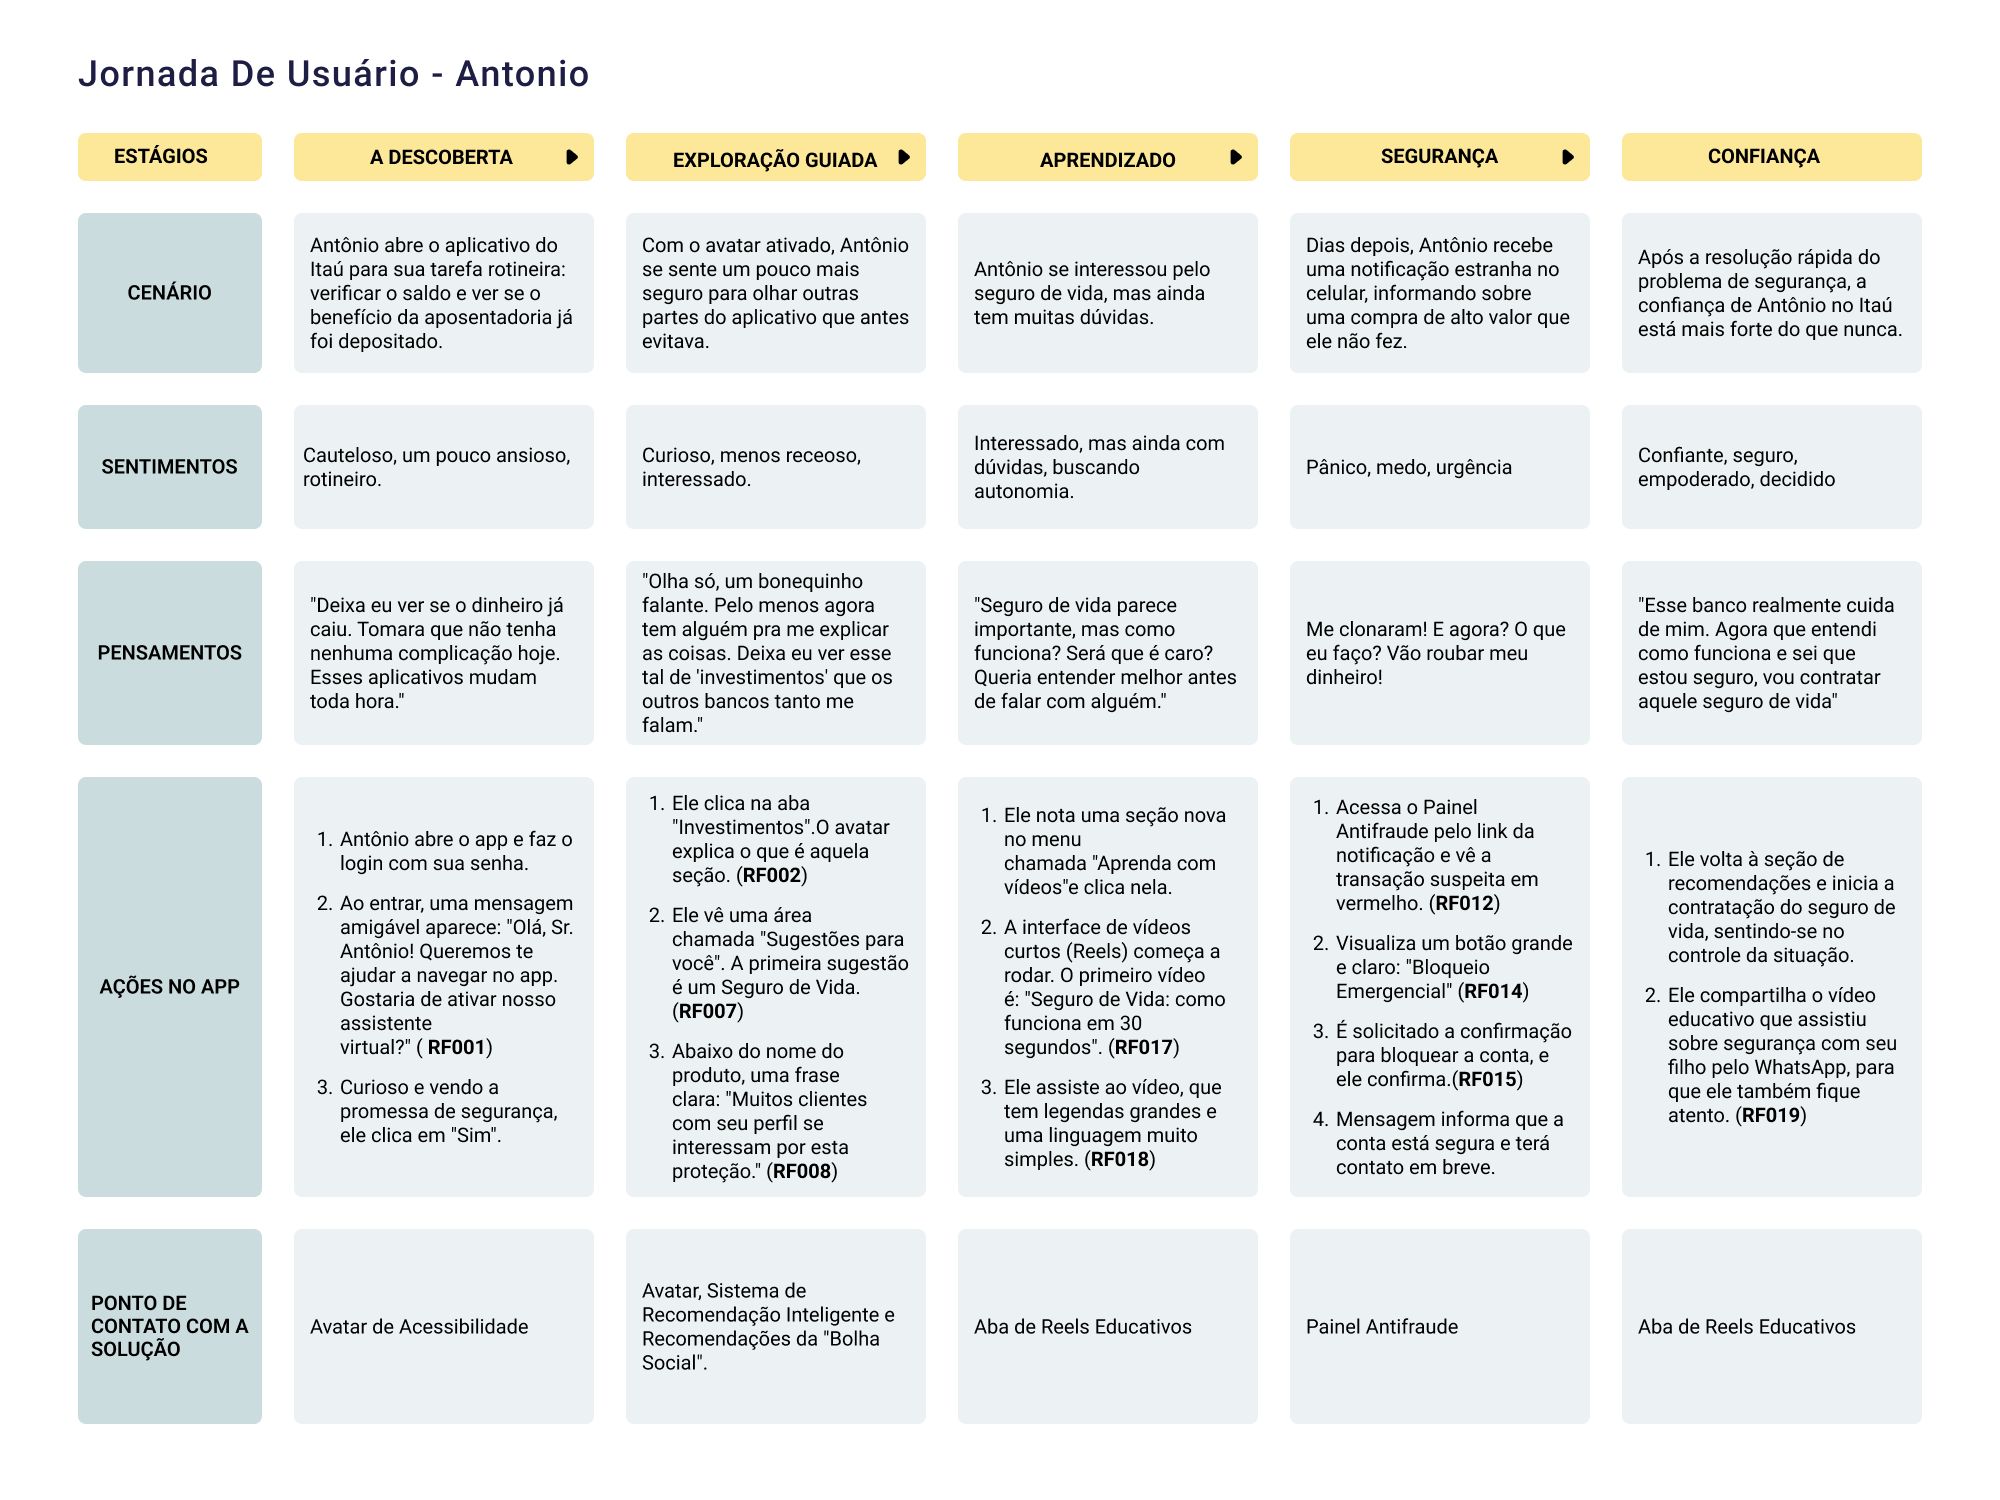 Jornada De Usuário - Antonio
ESTÁGIOS
A DESCOBERTA
EXPLORAÇÃO GUIADA
APRENDIZADO
SEGURANÇA
CONFIANÇA
CENÁRIO
Antônio abre o aplicativo do
Itaú para sua tarefa rotineira:
verificar o saldo e ver se o
benefício da aposentadoria já
foi depositado.
Com o avatar ativado, Antônio
se sente um pouco mais
seguro para olhar outras
partes do aplicativo que antes
evitava.
Antônio se interessou pelo
seguro de vida, mas ainda
tem muitas dúvidas.
Dias depois, Antônio recebe
uma notificação estranha no
celular, informando sobre
uma compra de alto valor que
ele não fez.
Após a resolução rápida do
problema de segurança, a
confiança de Antônio no Itaú
está mais forte do que nunca.
SENTIMENTOS
Cauteloso, um pouco ansioso,
rotineiro.
Curioso, menos receoso,
interessado.
Interessado, mas ainda com
dúvidas, buscando
autonomia.
Pânico, medo, urgência
Confiante, seguro,
empoderado, decidido
PENSAMENTOS
"Deixa eu ver se o dinheiro já
caiu. Tomara que não tenha
nenhuma complicação hoje.
Esses aplicativos mudam
toda hora."
"Olha só, um bonequinho
falante. Pelo menos agora
tem alguém pra me explicar
as coisas. Deixa eu ver esse
tal de 'investimentos' que os
outros bancos tanto me
falam."
"Seguro de vida parece
importante, mas como
funciona? Será que é caro?
Queria entender melhor antes
de falar com alguém."
Me clonaram! E agora? O que
eu faço? Vão roubar meu
dinheiro!
"Esse banco realmente cuida
de mim. Agora que entendi
como funciona e sei que
estou seguro, vou contratar
aquele seguro de vida"
AÇÕES NO APP
1. Antônio abre o app e faz o
login com sua senha.
2. Ao entrar, uma mensagem
amigável aparece: "Olá, Sr.
Antônio! Queremos te
ajudar a navegar no app.
Gostaria de ativar nosso
assistente
virtual?" ( RF001)
3. Curioso e vendo a
promessa de segurança,
ele clica em "Sim".
1. Ele clica na aba
"Investimentos".O avatar
explica o que é aquela
seção. (RF002)
2. Ele vê uma área
chamada "Sugestões para
você". A primeira sugestão
é um Seguro de Vida.
(RF007)
3. Abaixo do nome do
produto, uma frase
clara: "Muitos clientes
com seu perfil se
interessam por esta
proteção." (RF008)
1. Ele nota uma seção nova
no menu
chamada "Aprenda com
vídeos"e clica nela.
2. A interface de vídeos
curtos (Reels) começa a
rodar. O primeiro vídeo
é: "Seguro de Vida: como
funciona em 30
segundos". (RF017)
3. Ele assiste ao vídeo, que
tem legendas grandes e
uma linguagem muito
simples. (RF018)
1. Acessa o Painel
Antifraude pelo link da
notificação e vê a
transação suspeita em
vermelho. (RF012)
2. Visualiza um botão grande
e claro: "Bloqueio
Emergencial" (RF014)
3. É solicitado a confirmação
para bloquear a conta, e
ele confirma.(RF015)
4. Mensagem informa que a
conta está segura e terá
contato em breve.
1. Ele volta à seção de
recomendações e inicia a
contratação do seguro de
vida, sentindo-se no
controle da situação.
2. Ele compartilha o vídeo
educativo que assistiu
sobre segurança com seu
filho pelo WhatsApp, para
que ele também fique
atento. (RF019)
PONTO DE
CONTATO COM A
SOLUÇÃO
Avatar de Acessibilidade
Avatar, Sistema de
Recomendação Inteligente e
Recomendações da "Bolha
Social".
Aba de Reels Educativos
Painel Antifraude
Aba de Reels Educativos